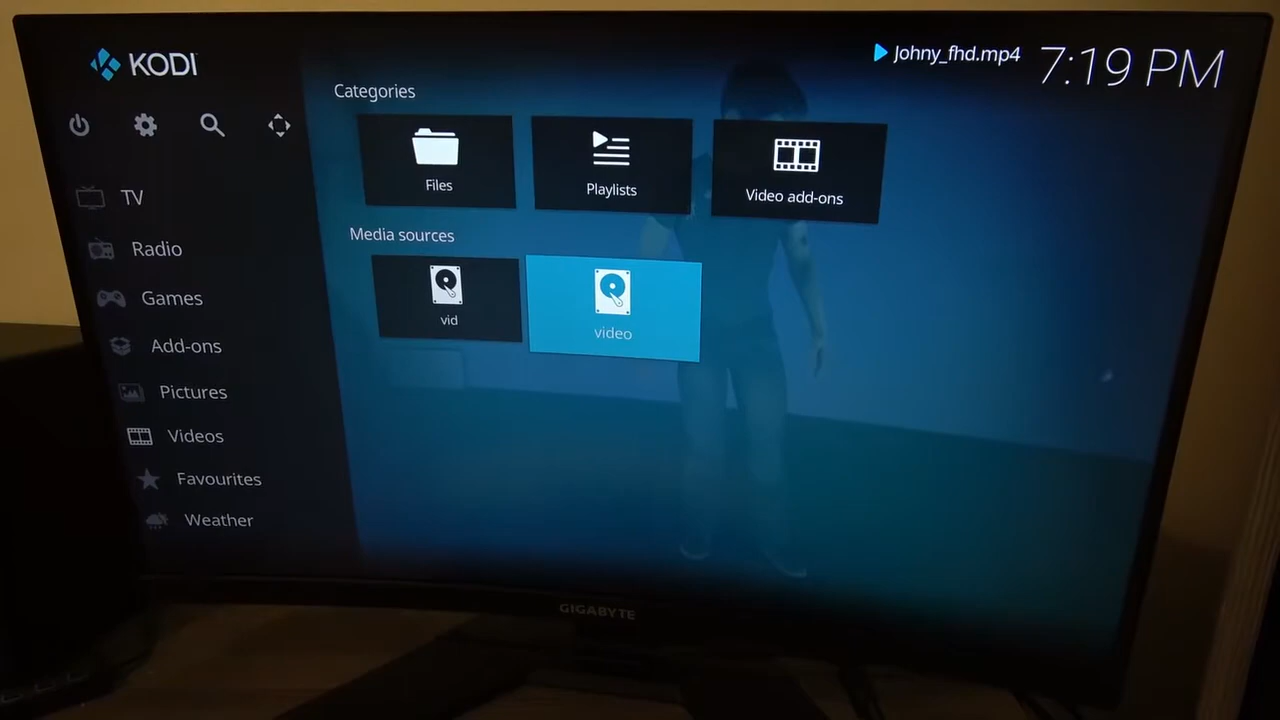 KODI
Johny_fhd.mp4
7:19 PM
Categories
Files
Playlists
Video add-ons
Media sources
vid
video
TV
Radio
Games
Add-ons
Pictures
Videos
Favourites
Weather
GIGABYTE